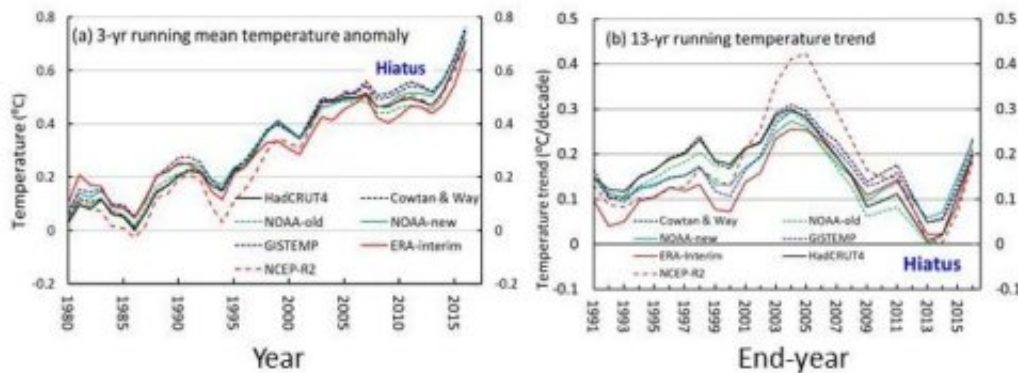 (a) 3-yr running mean temperature anomaly
Hiatus
0.8
0.6
0.4
0.2
0
-0.2
Temperature (°C)
HadCRUT4
Cowtan & Way
NOAA-old
NOAA-new
GISTEMP
ERA-interim
NCEP-R2
0.8
0.6
0.4
0.2
0
-0.2
1980
1985
1990
1995
2000
2005
2010
2015
Year
(b) 13-yr running temperature trend
0.5
0.4
0.3
0.2
0.1
0
-0.1
Temperature trend (°C/decade)
Cowtan & Way
NOAA-old
NOAA-new
GISTEMP
ERA-Interim
HadCRUT4
NCEP-R2
Hiatus
0.5
0.4
0.3
0.2
0.1
0
-0.1
1991
1993
1995
1997
1999
2001
2003
2005
2007
2009
2011
2013
2015
End-year